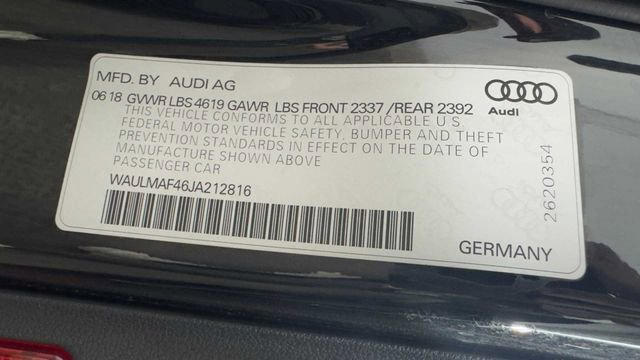 MFD. BY AUDI AG
06 18 GVWR LBS 4619 GAWR LBS FRONT 2337 / REAR 2392
THIS VEHICLE CONFORMS TO ALL APPLICABLE U.S.
FEDERAL MOTOR VEHICLE SAFETY, BUMPER AND THEFT
PREVENTION STANDARDS IN EFFECT ON THE DATE OF
MANUFACTURE SHOWN ABOVE
PASSENGER CAR
WAULMAF46JA212816
Audi
2620354
GERMANY